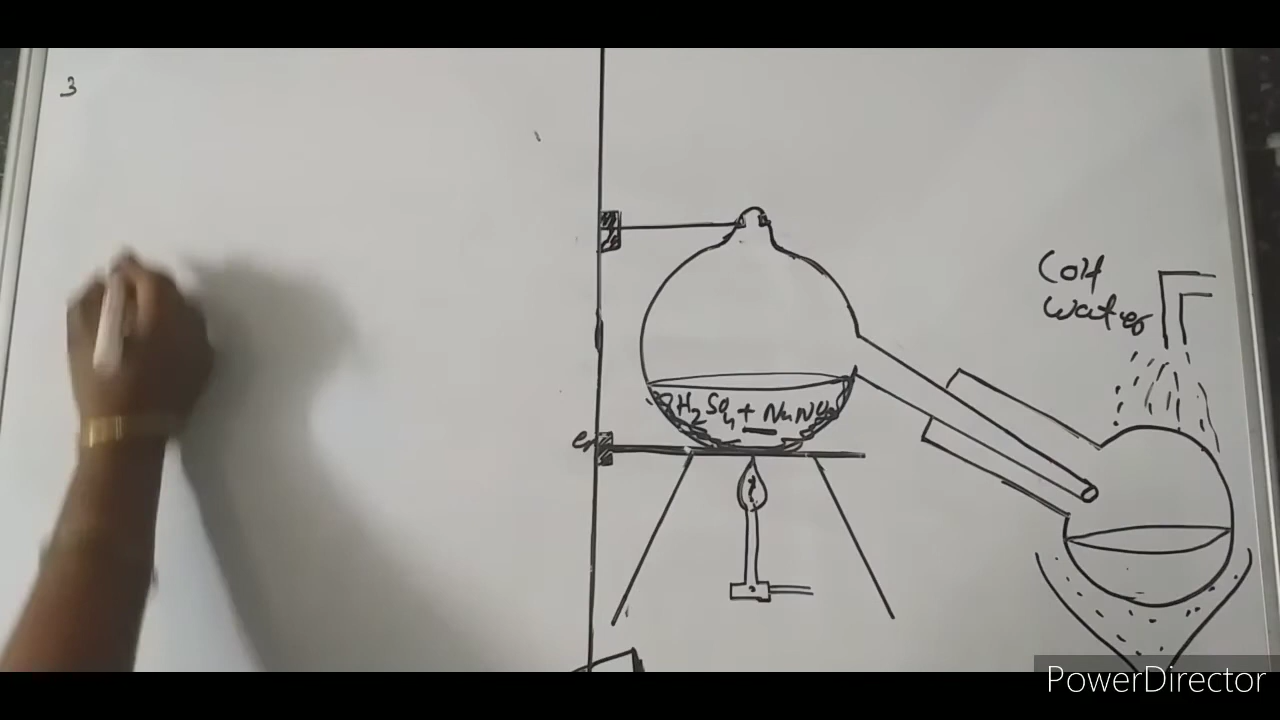 3
Cold
water
H₂SO₄ + NaNO₃
PowerDirector